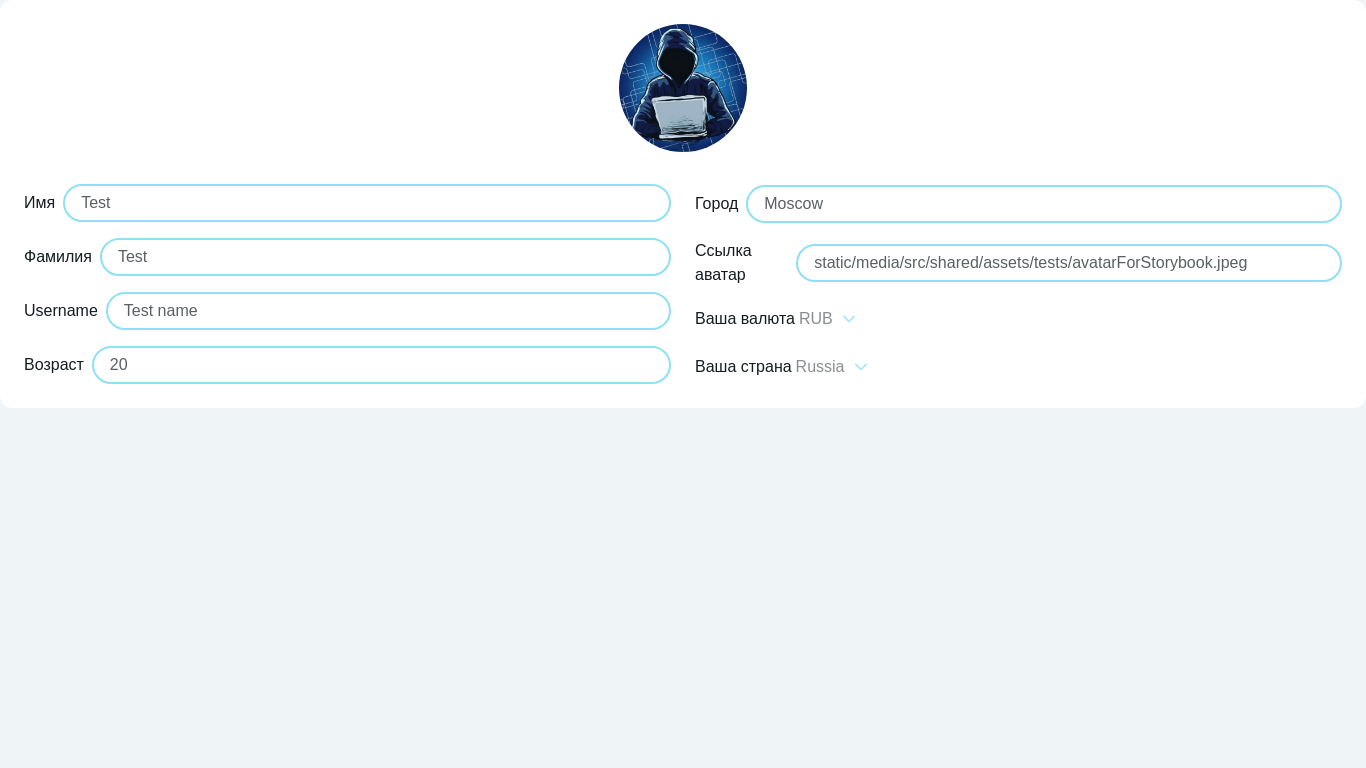 Имя Test
Фамилия Test
Username Test name
Возраст 20
Город Moscow
Ссылка
аватар
static/media/src/shared/assets/tests/avatarForStorybook.jpeg
Ваша валюта RUB
Ваша страна Russia